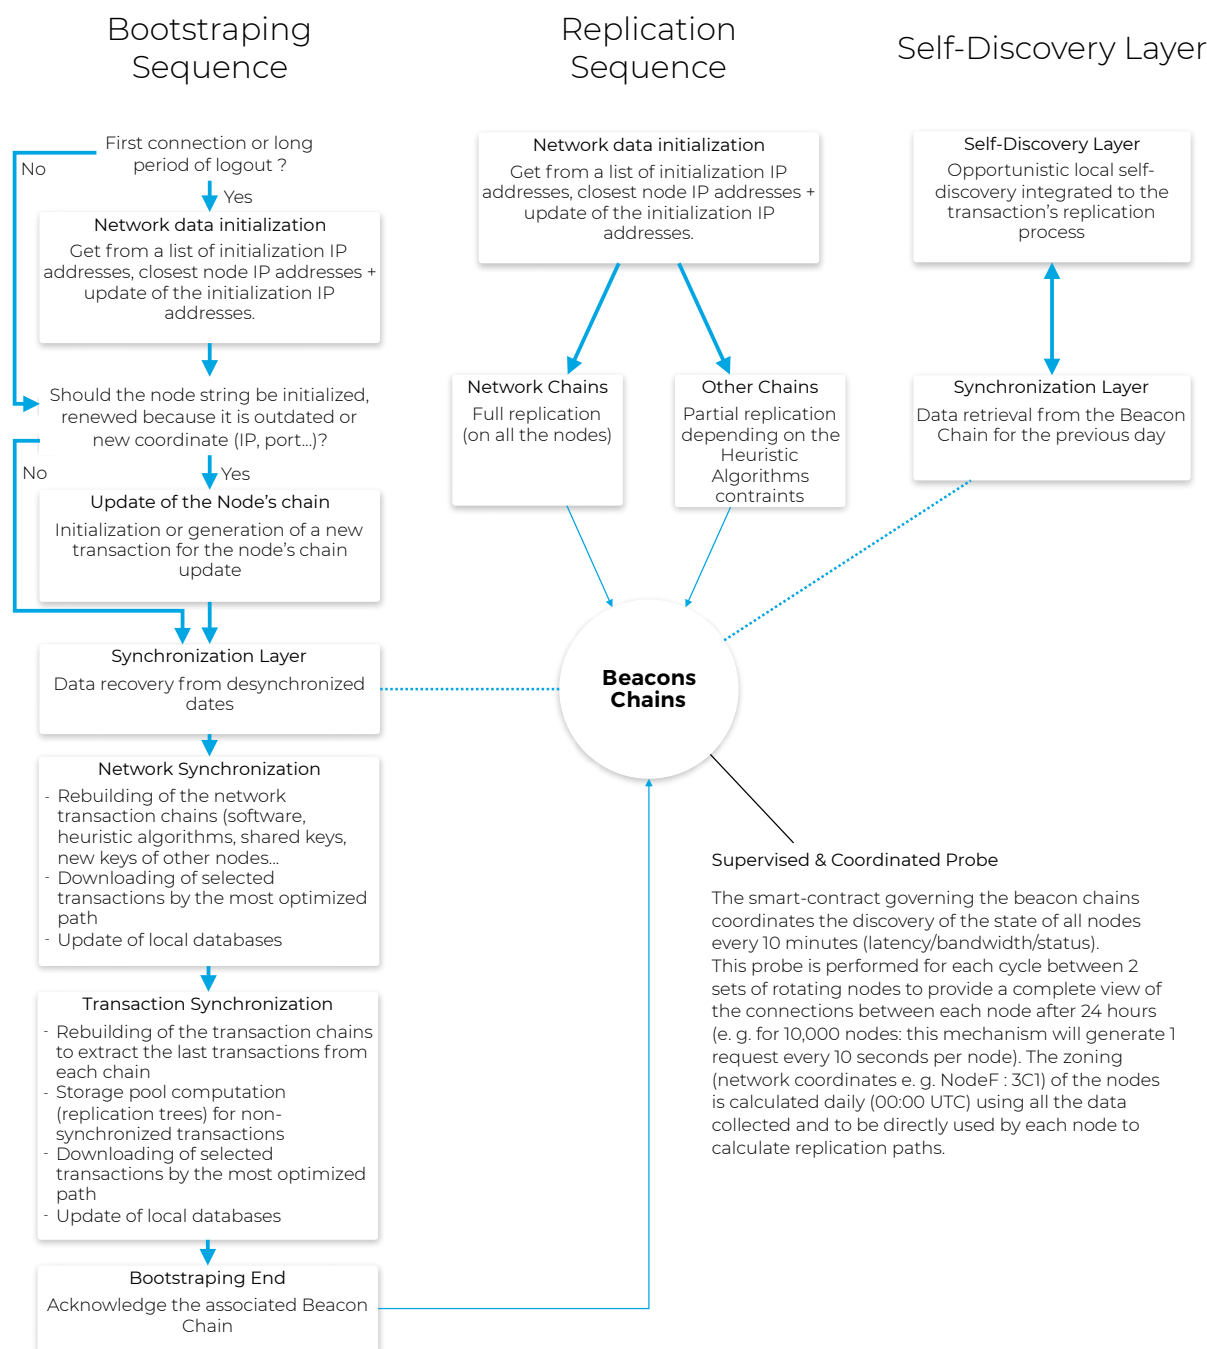 Bootstraping
Sequence
First connection or long
period of logout ?
No
Yes
Network data initialization
Get from a list of initialization IP
addresses, closest node IP addresses +
update of the initialization IP
addresses.
Should the node string be initialized,
renewed because it is outdated or
new coordinate (IP, port...)?
No
Yes
Update of the Node's chain
Initialization or generation of a new
transaction for the node's chain
update
Synchronization Layer
Data recovery from desynchronized
dates
Network Synchronization
- Rebuilding of the network
transaction chains (software,
heuristic algorithms, shared keys,
new keys of other nodes...
- Downloading of selected
transactions by the most optimized
path
- Update of local databases
Transaction Synchronization
- Rebuilding of the transaction chains
to extract the last transactions from
each chain
- Storage pool computation
(replication trees) for non-
synchronized transactions
- Downloading of selected
transactions by the most optimized
path
- Update of local databases
Bootstraping End
Acknowledge the associated Beacon
Chain
Replication
Sequence
Network data initialization
Get from a list of initialization IP
addresses, closest node IP addresses +
update of the initialization IP
addresses.
Network Chains
Full replication
(on all the nodes)
Other Chains
Partial replication
depending on the
Heuristic
Algorithms
contraints
Beacons
Chains
Self-Discovery Layer
Self-Discovery Layer
Opportunistic local self-
discovery integrated to the
transaction's replication
process
Synchronization Layer
Data retrieval from the Beacon
Chain for the previous day
Supervised & Coordinated Probe
The smart-contract governing the beacon chains
coordinates the discovery of the state of all nodes
every 10 minutes (latency/bandwidth/status).
This probe is performed for each cycle between 2
sets of rotating nodes to provide a complete view of
the connections between each node after 24 hours
(e. g. for 10,000 nodes: this mechanism will generate 1
request every 10 seconds per node). The zoning
(network coordinates e. g. NodeF : 3C1) of the nodes
is calculated daily (00:00 UTC) using all the data
collected and to be directly used by each node to
calculate replication paths.